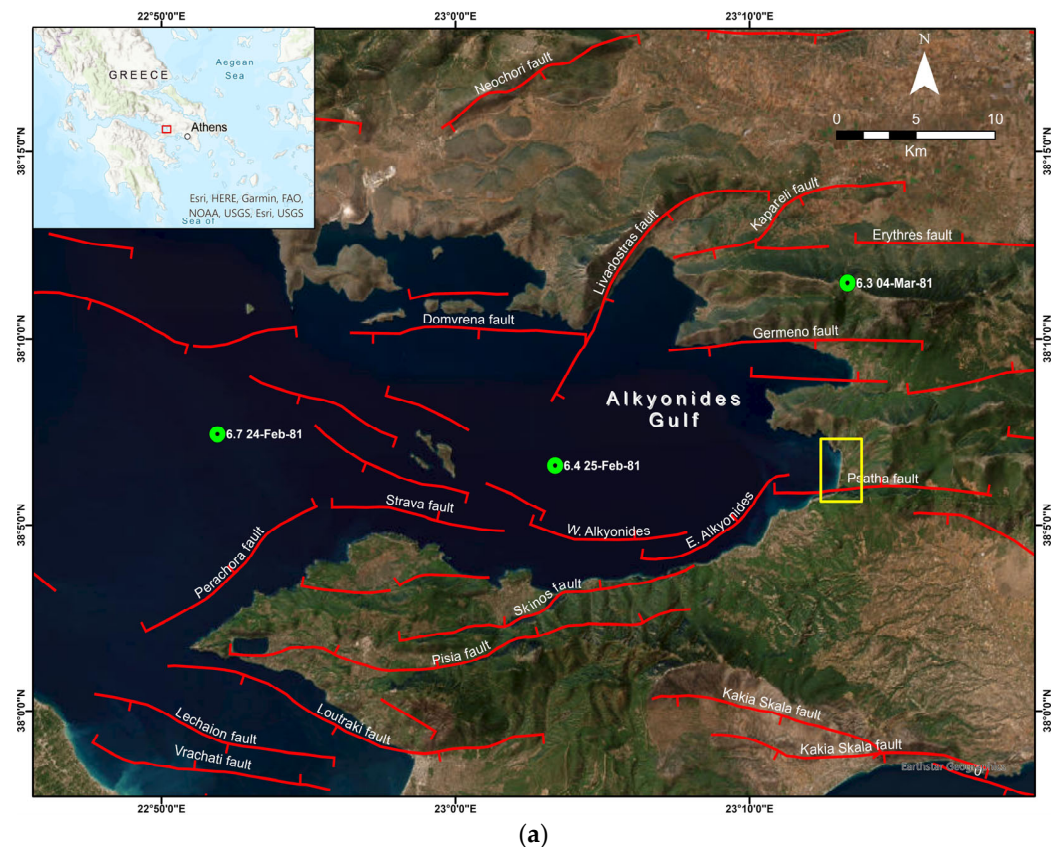 22°50'0"E
23°0'0"E
23°10'0"E
GREECE
Aegean
Sea
Athens
Esri, HERE, Garmin, FAO,
NOAA, USGS, Esri, USGS
Sea of
N
0 5 10
Km
38°15'0"N
38°15'0"N
Neochori fault
Livadostras fault
Kapareli fault
Erythres fault
6.3 04-Mar-81
Domvrena fault
Germeno fault
38°10'0"N
38°10'0"N
Alkyonides
Gulf
6.7 24-Feb-81
6.4 25-Feb-81
Psatha fault
Strava fault
W. Alkyonides
E. Alkyonides
38°5'0"N
38°5'0"N
Perachora fault
Skinos fault
Pisia fault
38°0'0"N
38°0'0"N
Loutraki fault
Lechaion fault
Vrachati fault
Kakia Skala fault
Kakia Skala fault
Earthstar Geographics
22°50'0"E
23°0'0"E
23°10'0"E
(a)